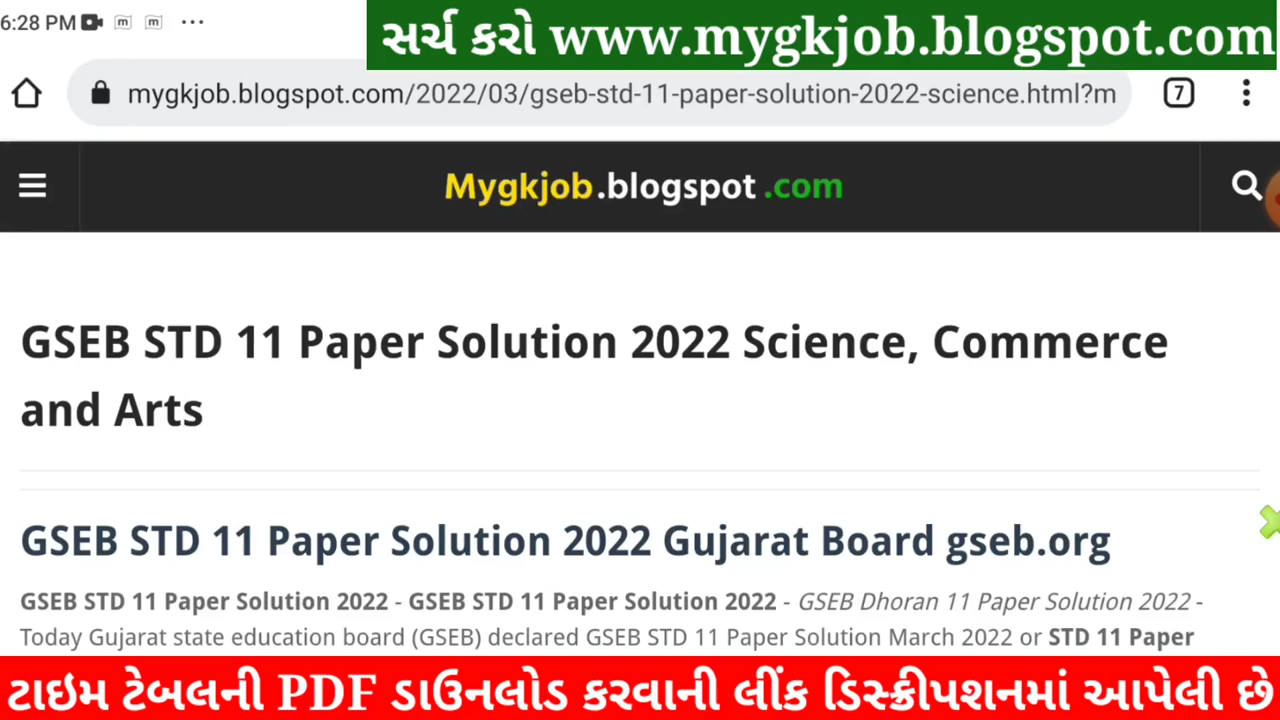 6:28 PM
સર્ચ કરો www.mygkjob.blogspot.com
mygkjob.blogspot.com/2022/03/gseb-std-11-paper-solution-2022-science.html?m
7
Mygkjob.blogspot.com
GSEB STD 11 Paper Solution 2022 Science, Commerce
and Arts
GSEB STD 11 Paper Solution 2022 Gujarat Board gseb.org
GSEB STD 11 Paper Solution 2022 - GSEB STD 11 Paper Solution 2022 - GSEB Dhoran 11 Paper Solution 2022 -
Today Gujarat state education board (GSEB) declared GSEB STD 11 Paper Solution March 2022 or STD 11 Paper
ટાઇમ ટેબલની PDF ડાઉનલોડ કરવાની લીંક ડિસ્ક્રીપશનમાં આપેલી છે